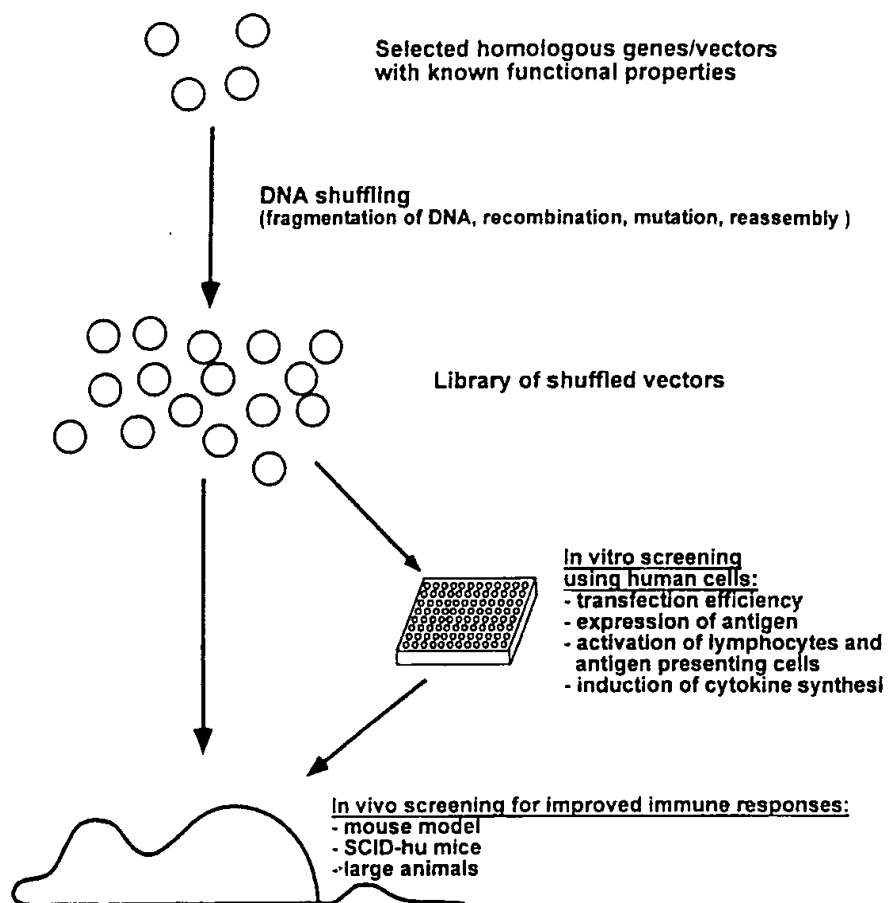 Selected homologous genes/vectors
with known functional properties
DNA shuffling
(fragmentation of DNA, recombination, mutation, reassembly )
Library of shuffled vectors
In vitro screening
using human cells:
- transfection efficiency
- expression of antigen
- activation of lymphocytes and
antigen presenting cells
- induction of cytokine synthesi
In vivo screening for improved immune responses:
- mouse model
- SCID-hu mice
- large animals